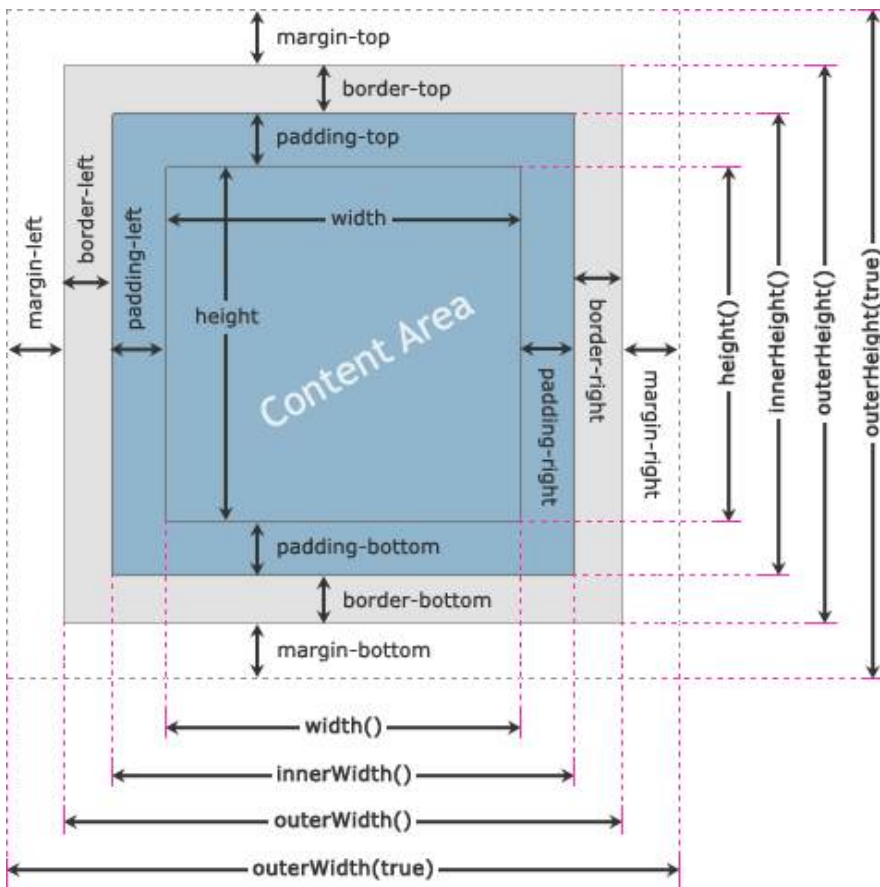 margin-top
border-top
padding-top
margin-left
border-left
padding-left
width
height
Content Area
padding-right
border-right
margin-right
height()
innerHeight()
outerHeight()
outerHeight(true)
padding-bottom
border-bottom
margin-bottom
width()
innerWidth()
outerWidth()
outerWidth(true)